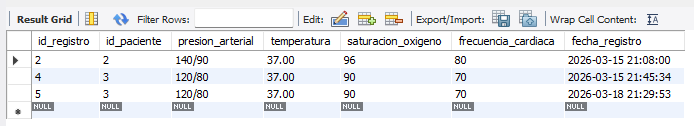 Result Grid Filter Rows: Edit: Export/Import: Wrap Cell Content: IA
id_registro id_paciente presion_arterial temperatura saturacion_oxigeno frecuencia_cardiaca fecha_registro
2 2 140/90 37.00 96 80 2026-03-15 21:08:00
4 3 120/80 37.00 90 70 2026-03-15 21:45:34
5 3 120/80 37.00 90 70 2026-03-18 21:29:53
NULL NULL NULL NULL NULL NULL NULL